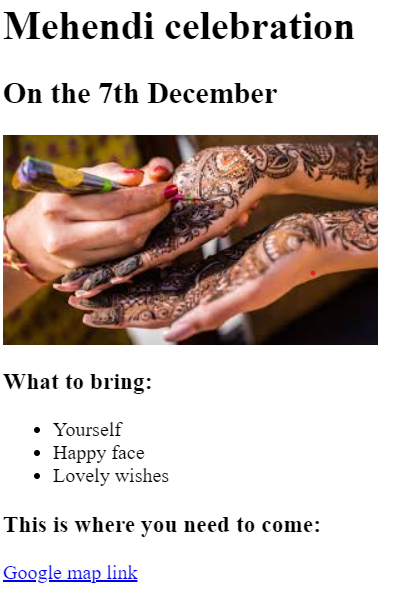 Mehendi celebration
On the 7th December
What to bring:
Yourself
Happy face
Lovely wishes
This is where you need to come:
Google map link